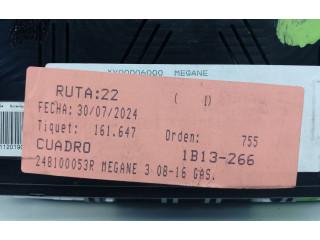 XV00D06000 MEGANE
RUTA:22 ( )
FECHA: 30/07/2024
Tiquet: 161.647 Orden: 755
CUADRO 1B13-266
248100053R MEGANE 3 08-16 GAS.